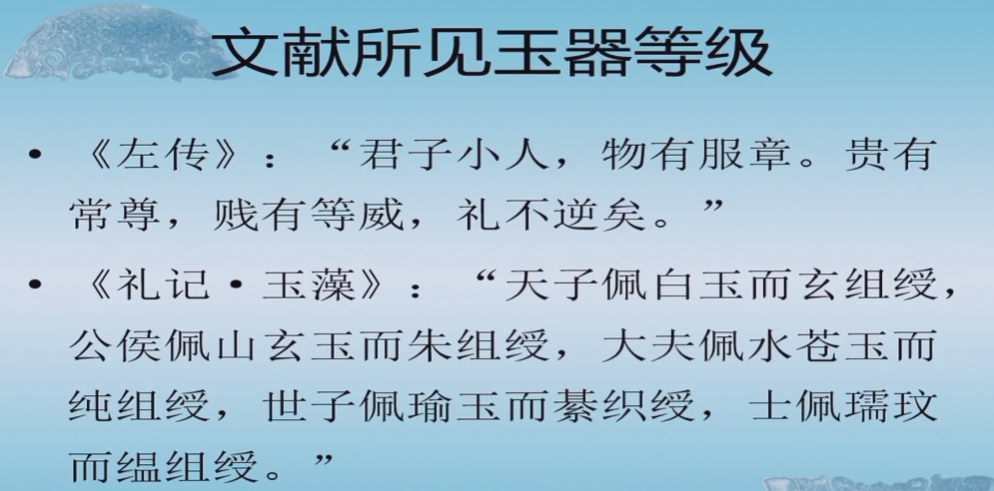 文献所见玉器等级
• 《左传》：“君子小人，物有服章。贵有
常尊，贱有等威，礼不逆矣。”
• 《礼记•玉藻》：“天子佩白玉而玄组绶，
公侯佩山玄玉而朱组绶，大夫佩水苍玉而
纯组绶，世子佩瑜玉而綦织绶，士佩瓀玟
而缊组绶。”